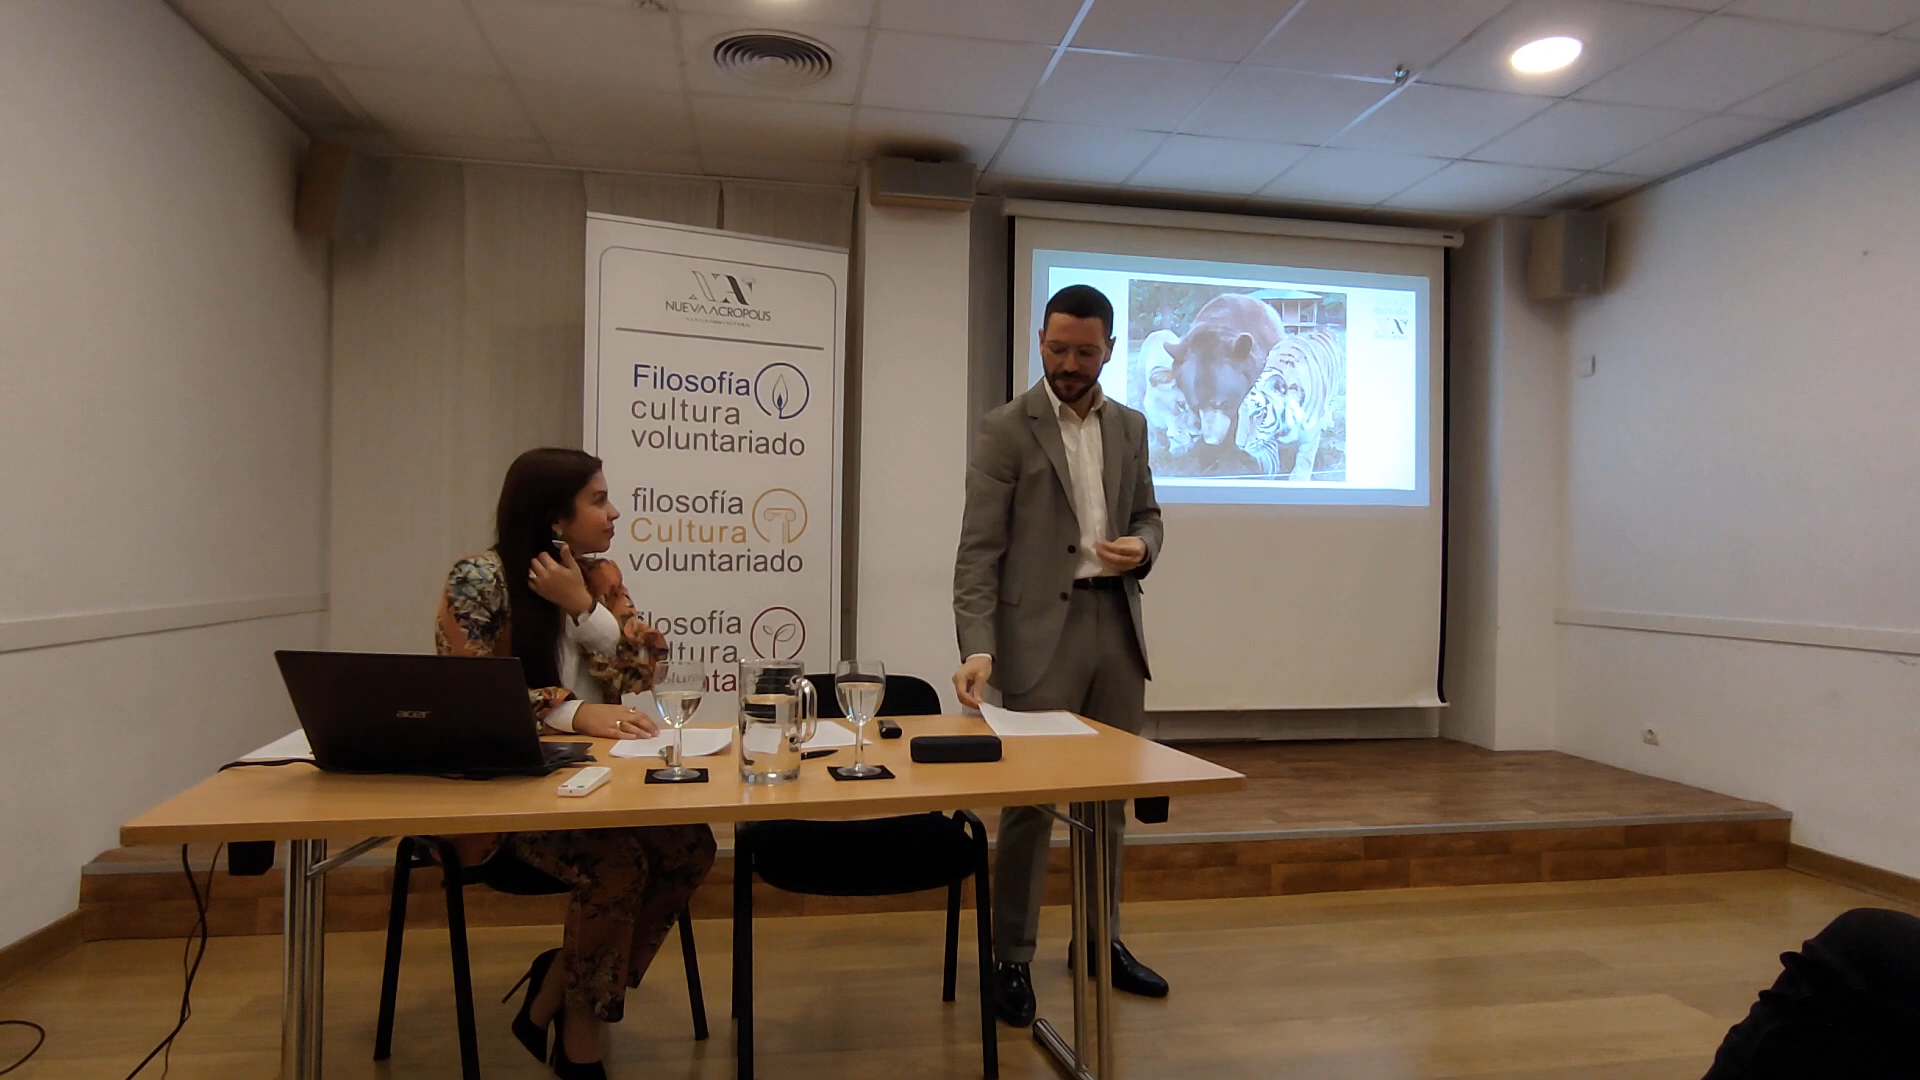 NUEVA ACROPOLIS
Filosofía
cultura
voluntariado
filosofía
Cultura
voluntariado
filosofía
acer